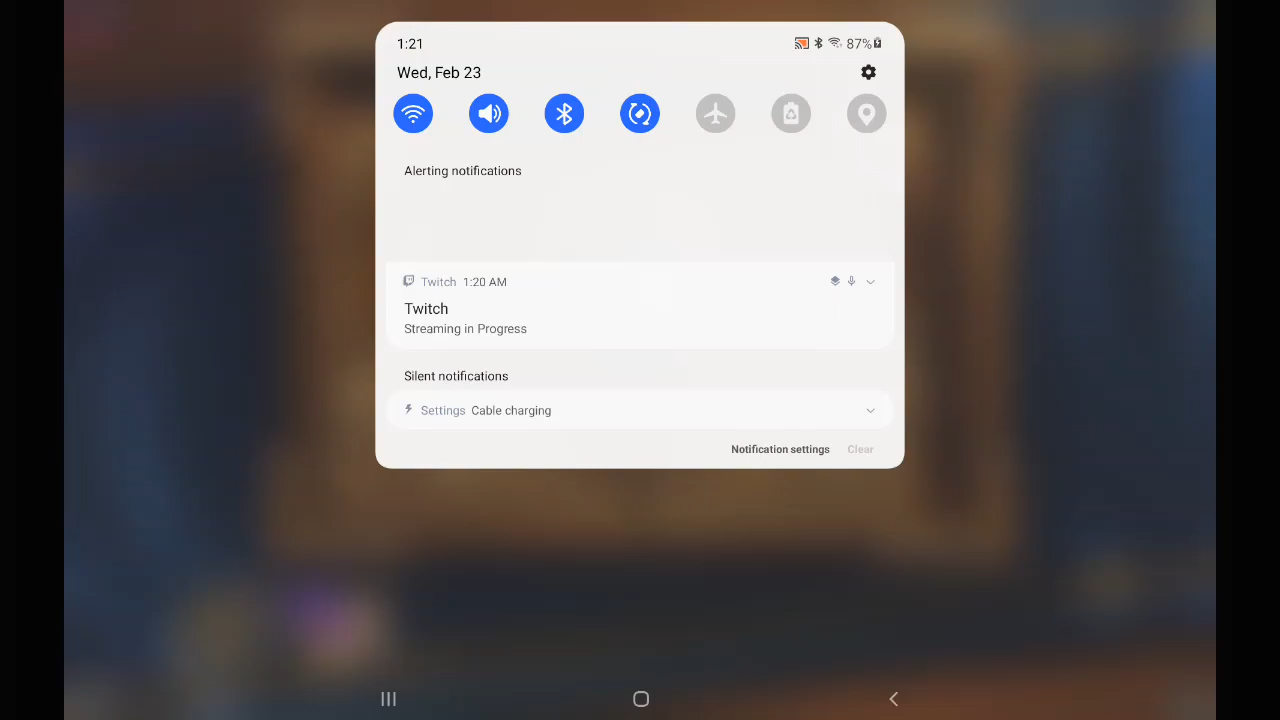 1:21
87%
Wed, Feb 23
Alerting notifications
Twitch 1:20 AM
Twitch
Streaming in Progress
Silent notifications
Settings Cable charging
Notification settings Clear